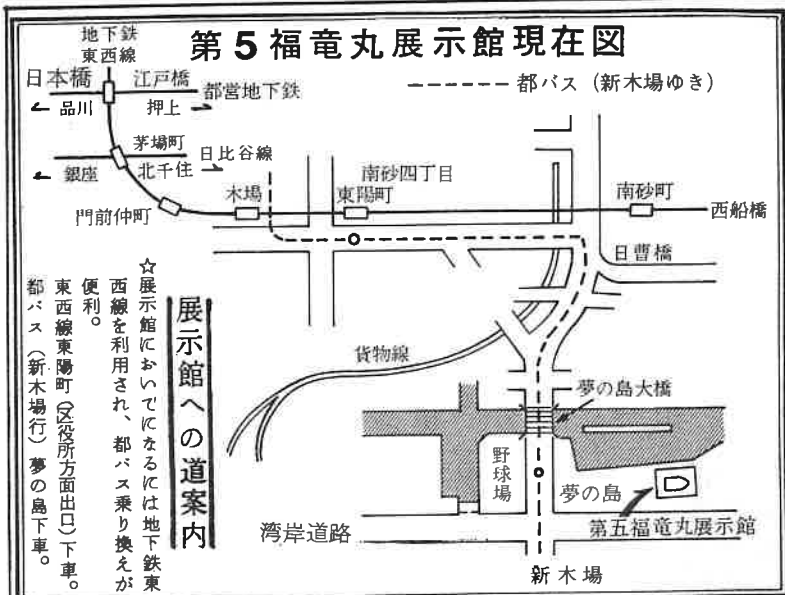 第5福竜丸展示館現在図
------都バス（新木場ゆき）
地下鉄
東西線
日本橋
江戸橋
都営地下鉄
品川
押上
茅場町
日比谷線
銀座
北千住
門前仲町
木場
南砂四丁目
東陽町
南砂町
西船橋
日曹橋
貨物線
夢の島大橋
野球場
夢の島
第五福竜丸展示館
湾岸道路
新木場
展示館への道案内
☆展示館においでになるには地下鉄東
西線を利用され、都バス乗り換えが
便利。
東西線東陽町（区役所方面出口）下車。
都バス（新木場行）夢の島下車。